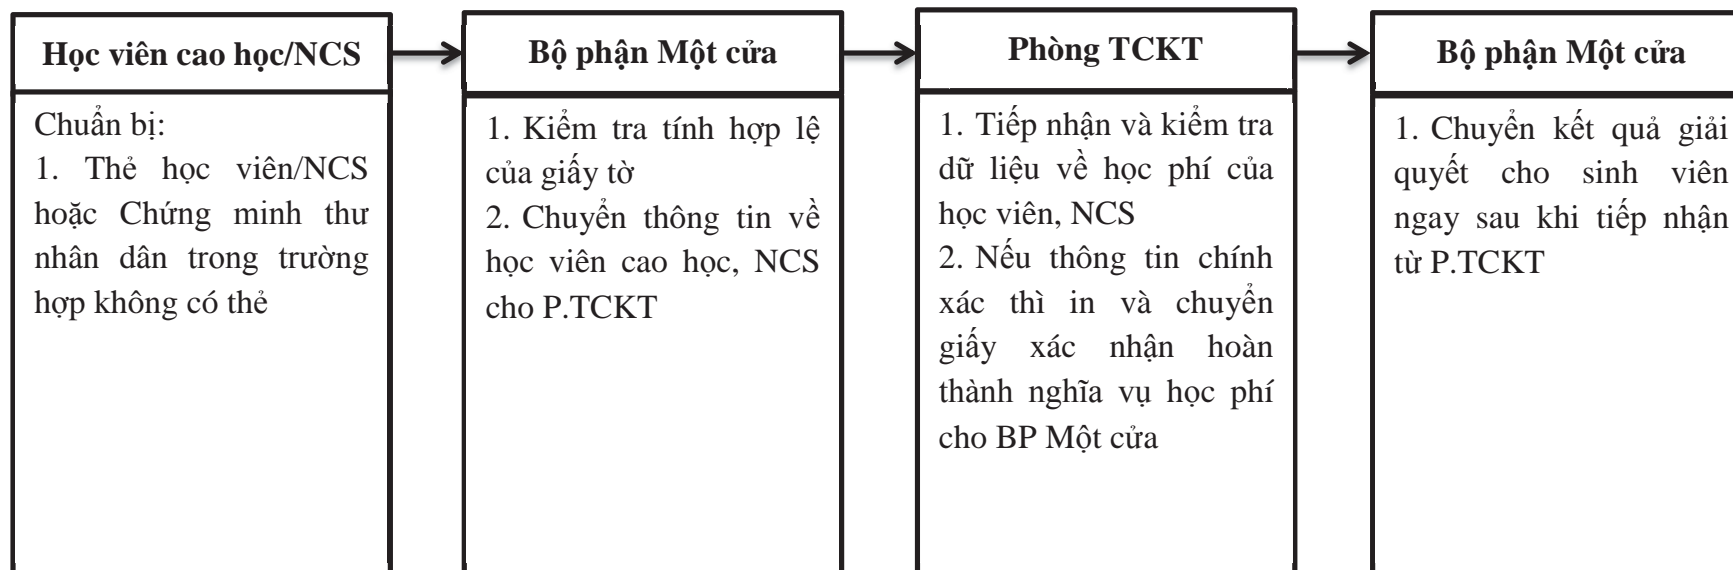 Học viên cao học/NCS
Chuẩn bị:
1. Thẻ học viên/NCS
hoặc Chứng minh thư
nhân dân trong trường
hợp không có thẻ
Bộ phận Một cửa
1. Kiểm tra tính hợp lệ
của giấy tờ
2. Chuyển thông tin về
học viên cao học, NCS
cho P.TCKT
Phòng TCKT
1. Tiếp nhận và kiểm tra
dữ liệu về học phí của
học viên, NCS
2. Nếu thông tin chính
xác thì in và chuyển
giấy xác nhận hoàn
thành nghĩa vụ học phí
cho BP Một cửa
Bộ phận Một cửa
1. Chuyển kết quả giải
quyết cho sinh viên
ngay sau khi tiếp nhận
từ P.TCKT